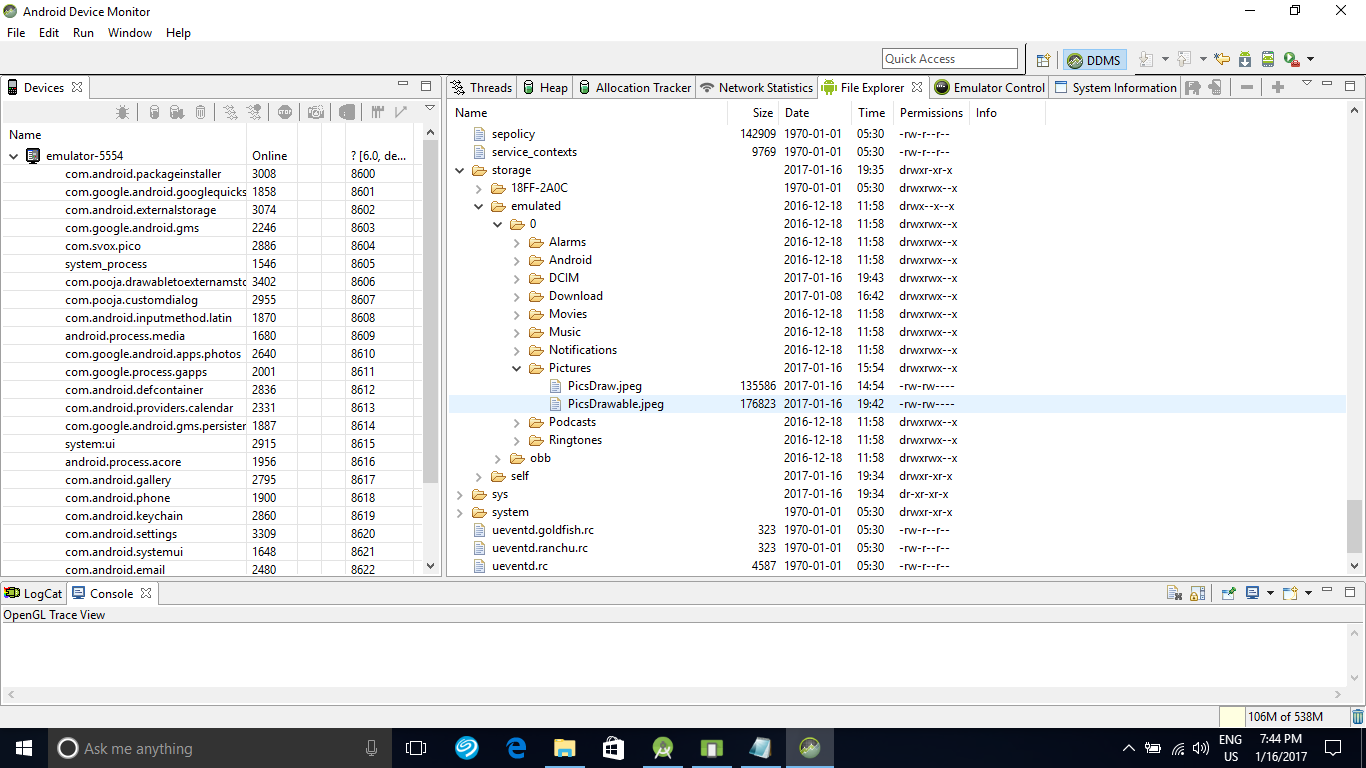 Android Device Monitor
File Edit Run Window Help
Quick Access DDMS
Devices
Name
emulator-5554 Online ? [6.0, de...
com.android.packageinstaller 3008 8600
com.google.android.googlequicks 1858 8601
com.android.externalstorage 3074 8602
com.google.android.gms 2246 8603
com.svox.pico 2886 8604
system_process 1546 8605
com.pooja.drawabletoexternamstc 3402 8606
com.pooja.customdialog 2955 8607
com.android.inputmethod.latin 1870 8608
android.process.media 1680 8609
com.google.android.apps.photos 2640 8610
com.google.process.gapps 2001 8611
com.android.defcontainer 2836 8612
com.android.providers.calendar 2331 8613
com.google.android.gms.persister 1887 8614
system:ui 2915 8615
android.process.acore 1956 8616
com.android.gallery 2795 8617
com.android.phone 1900 8618
com.android.keychain 2860 8619
com.android.settings 3309 8620
com.android.systemui 1648 8621
com.android.email 2480 8622
Threads Heap Allocation Tracker Network Statistics File Explorer Emulator Control System Information
Name Size Date Time Permissions Info
sepolicy 142909 1970-01-01 05:30 -rw-r--r--
service_contexts 9769 1970-01-01 05:30 -rw-r--r--
storage 2017-01-16 19:35 drwxr-xr-x
18FF-2A0C 1970-01-01 05:30 drwxrwx--x
emulated 2016-12-18 11:58 drwx--x--x
0 2016-12-18 11:58 drwxrwx--x
Alarms 2016-12-18 11:58 drwxrwx--x
Android 2016-12-18 11:58 drwxrwx--x
DCIM 2017-01-16 19:43 drwxrwx--x
Download 2017-01-08 16:42 drwxrwx--x
Movies 2016-12-18 11:58 drwxrwx--x
Music 2016-12-18 11:58 drwxrwx--x
Notifications 2016-12-18 11:58 drwxrwx--x
Pictures 2017-01-16 15:54 drwxrwx--x
PicsDraw.jpeg 135586 2017-01-16 14:54 -rw-rw----
PicsDrawable.jpeg 176823 2017-01-16 19:42 -rw-rw----
Podcasts 2016-12-18 11:58 drwxrwx--x
Ringtones 2016-12-18 11:58 drwxrwx--x
obb 2016-12-18 11:58 drwxrwx--x
self 2017-01-16 19:34 drwxr-xr-x
sys 2017-01-16 19:34 dr-xr-xr-x
system 1970-01-01 05:30 drwxr-xr-x
ueventd.goldfish.rc 323 1970-01-01 05:30 -rw-r--r--
ueventd.ranchu.rc 323 1970-01-01 05:30 -rw-r--r--
ueventd.rc 4587 1970-01-01 05:30 -rw-r--r--
LogCat Console
OpenGL Trace View
106M of 538M
Ask me anything
ENG 7:44 PM
US 1/16/2017